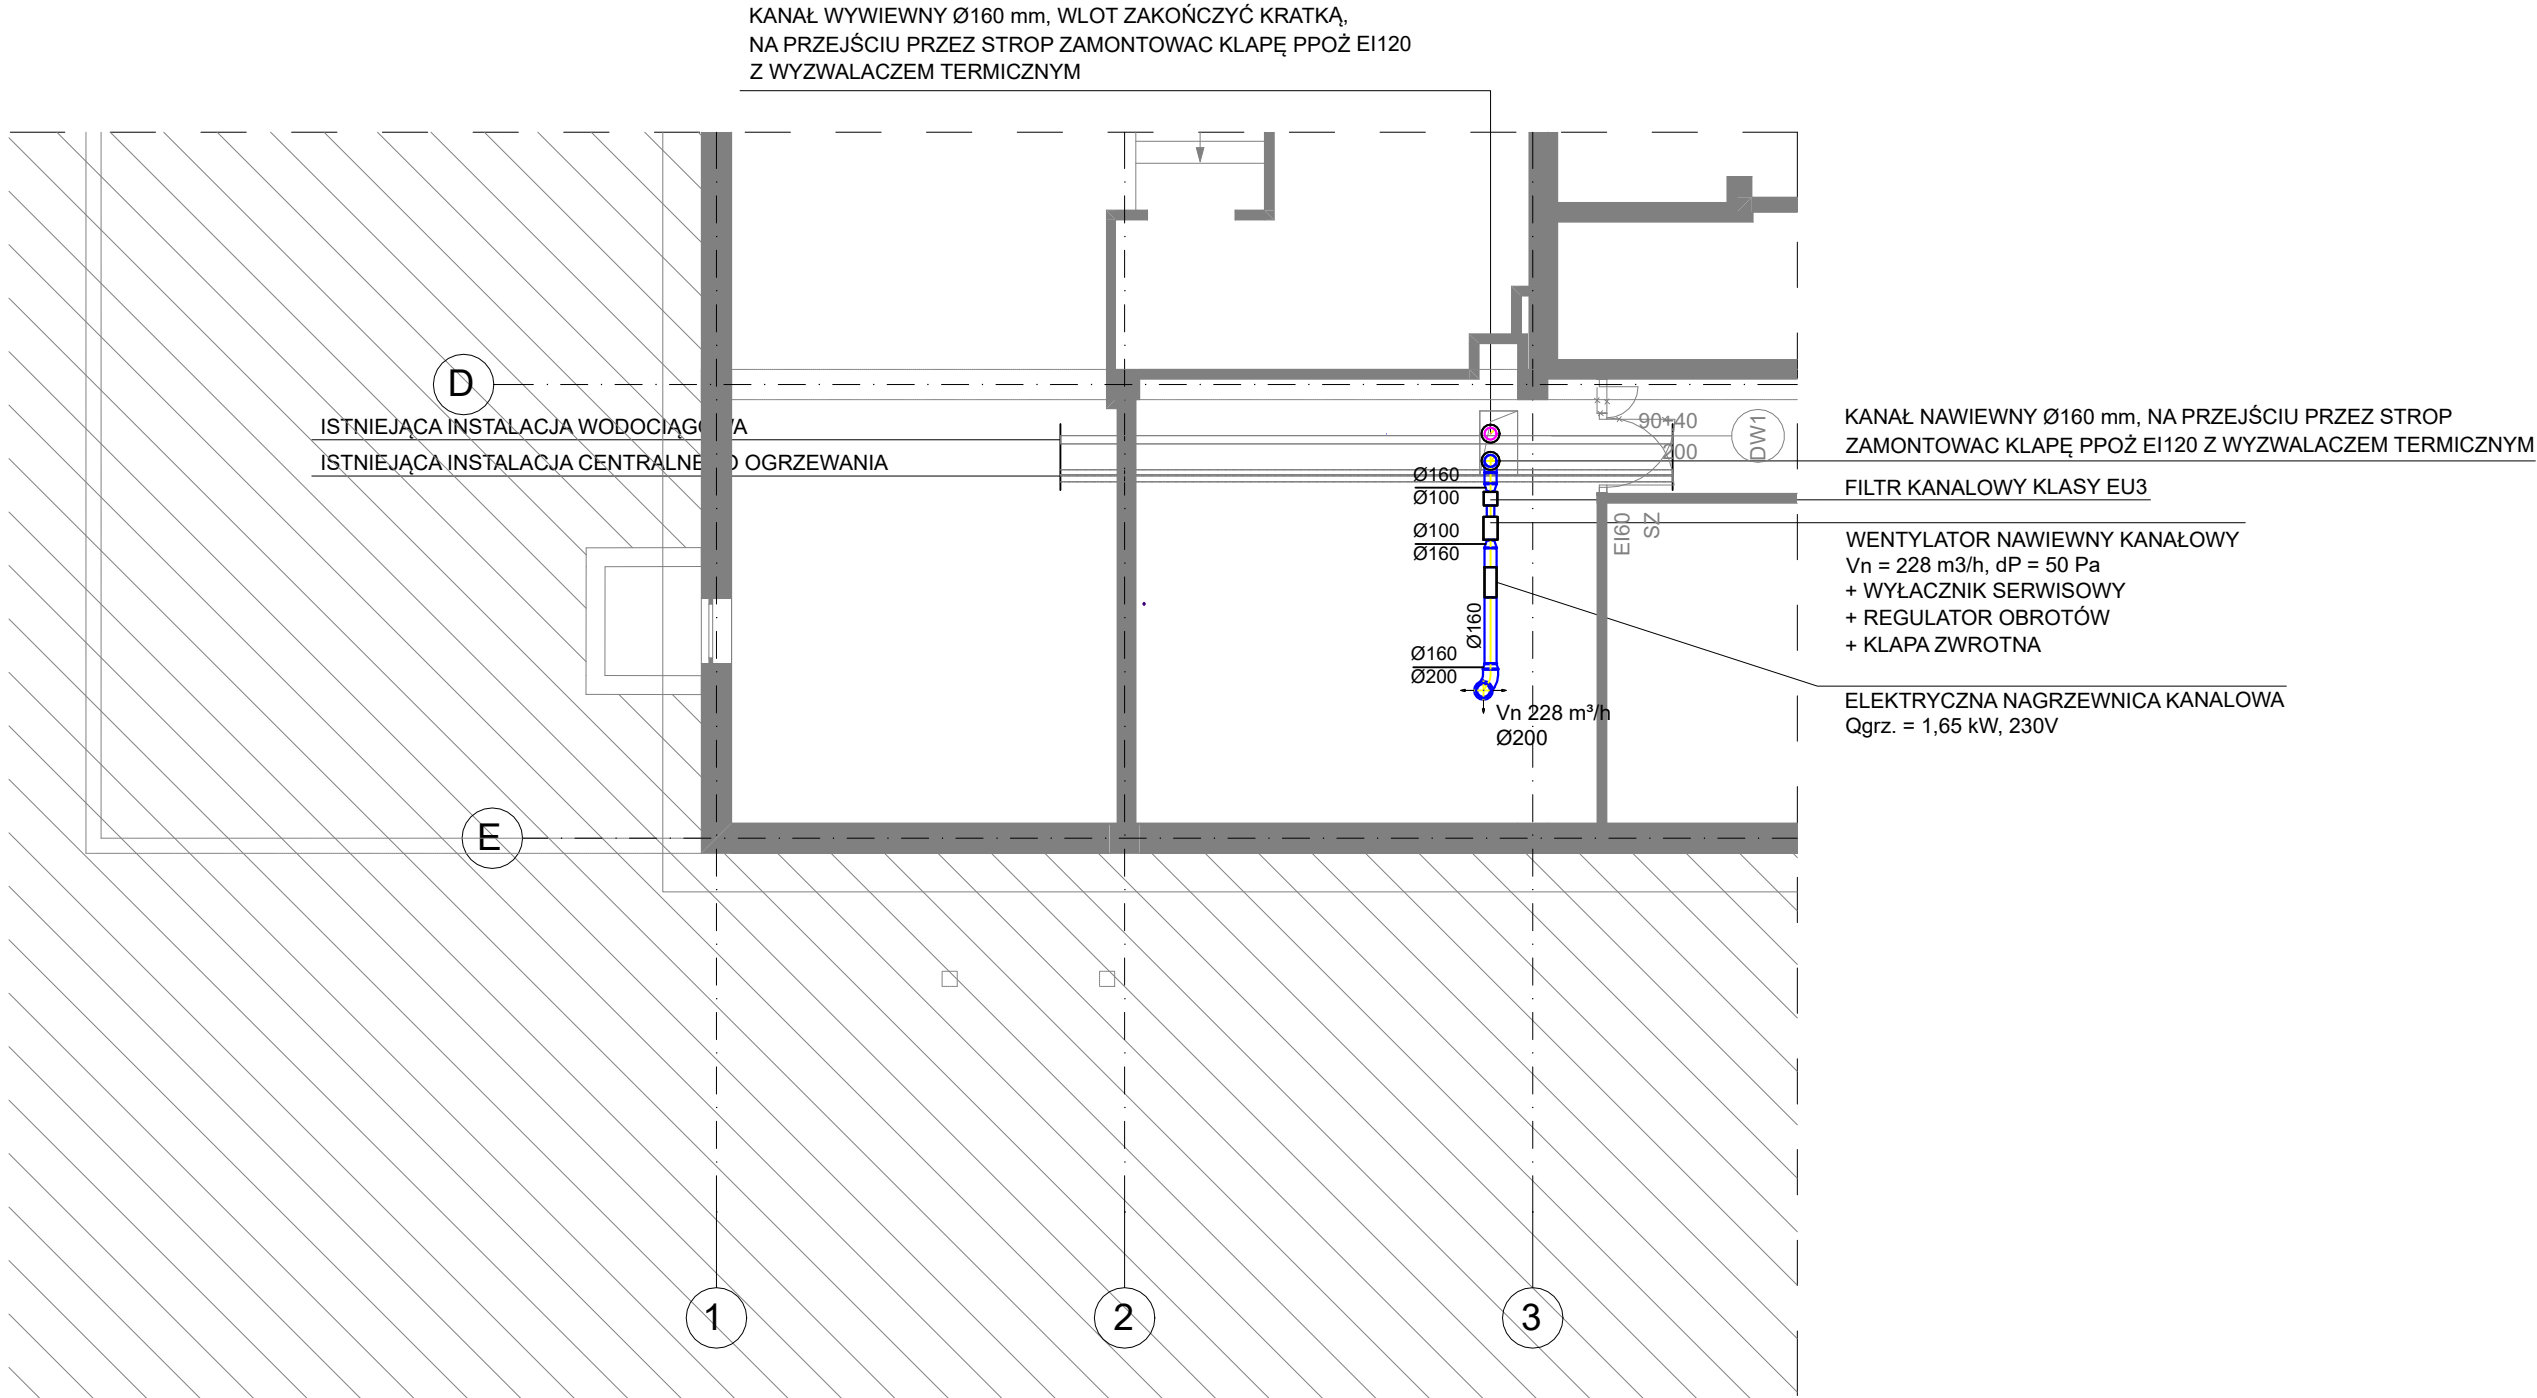 KANAŁ WYWIEWNY Ø160 mm, WLOT ZAKOŃCZYĆ KRATKĄ,
NA PRZEJŚCIU PRZEZ STROP ZAMONTOWAC KLAPĘ PPOŻ EI120
Z WYZWALACZEM TERMICZNYM
D
ISTNIEJĄCA INSTALACJA WODOCIĄGOWA
ISTNIEJĄCA INSTALACJA CENTRALNEGO OGRZEWANIA
90+40
200
DW1
EI60
SZ
Ø160
Ø100
Ø100
Ø160
Ø160
Ø160
Ø200
Vn 228 m³/h
Ø200
KANAŁ NAWIEWNY Ø160 mm, NA PRZEJŚCIU PRZEZ STROP
ZAMONTOWAC KLAPĘ PPOŻ EI120 Z WYZWALACZEM TERMICZNYM
FILTR KANALOWY KLASY EU3
WENTYLATOR NAWIEWNY KANAŁOWY
Vn = 228 m3/h, dP = 50 Pa
+ WYŁACZNIK SERWISOWY
+ REGULATOR OBROTÓW
+ KLAPA ZWROTNA
ELEKTRYCZNA NAGRZEWNICA KANALOWA
Qgrz. = 1,65 kW, 230V
E
1
2
3